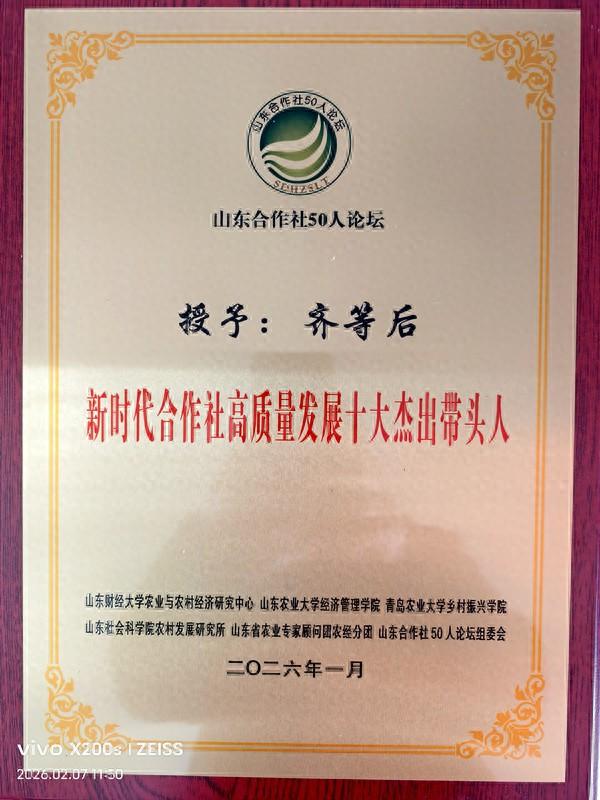 山东合作社50人论坛
SDHZSLT
山东合作社50人论坛
授予：齐等后
新时代合作社高质量发展十大杰出带头人
山东财经大学农业与农村经济研究中心 山东农业大学经济管理学院 青岛农业大学乡村振兴学院
山东社会科学院农村发展研究所 山东省农业专家顾问团农经分团 山东合作社50人论坛组委会
二〇二六年一月
vivo X200s | ZEISS
2026.02.07 11:50